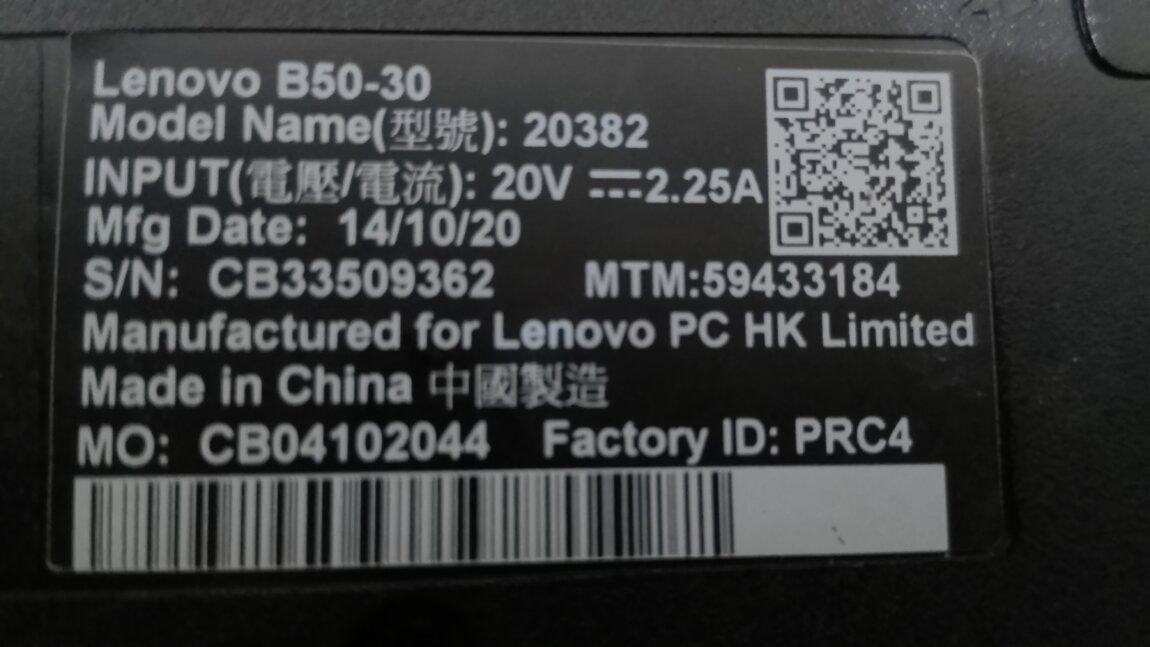 Lenovo B50-30
Model Name(型號): 20382
INPUT(電壓/電流): 20V ⎓2.25A
Mfg Date: 14/10/20
S/N: CB33509362 MTM:59433184
Manufactured for Lenovo PC HK Limited
Made in China 中國製造
MO: CB04102044 Factory ID: PRC4